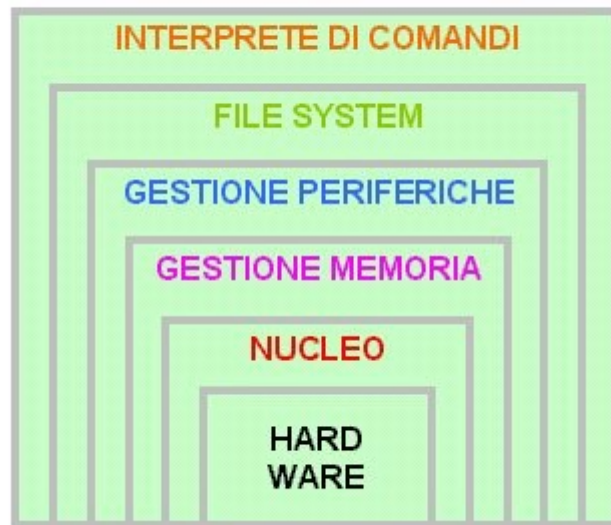 INTERPRETE DI COMANDI
FILE SYSTEM
GESTIONE PERIFERICHE
GESTIONE MEMORIA
NUCLEO
HARD
WARE